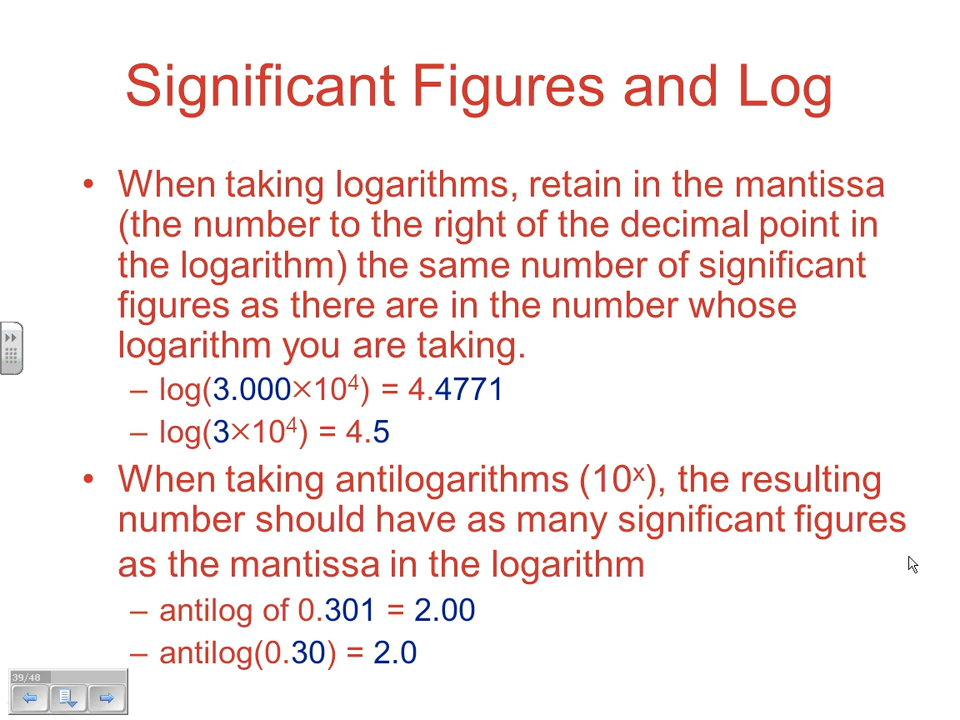 Significant Figures and Log
• When taking logarithms, retain in the mantissa
(the number to the right of the decimal point in
the logarithm) the same number of significant
figures as there are in the number whose
logarithm you are taking.
– log(3.000×10⁴) = 4.4771
– log(3×10⁴) = 4.5
• When taking antilogarithms (10ˣ), the resulting
number should have as many significant figures
as the mantissa in the logarithm
– antilog of 0.301 = 2.00
– antilog(0.30) = 2.0
39/48